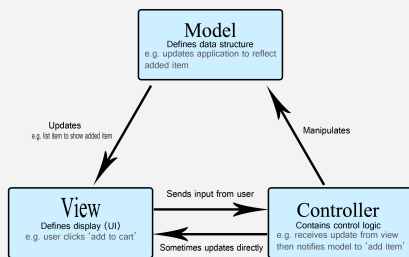 Model
Defines data structure
e.g. updates application to reflect
added item
Updates
e.g. list item to show added item
Manipulates
View
Defines display (UI)
e.g. user clicks 'add to cart'
Sends input from user
Sometimes updates directly
Controller
Contains control logic
e.g. receives update from view
then notifies model to 'add item'